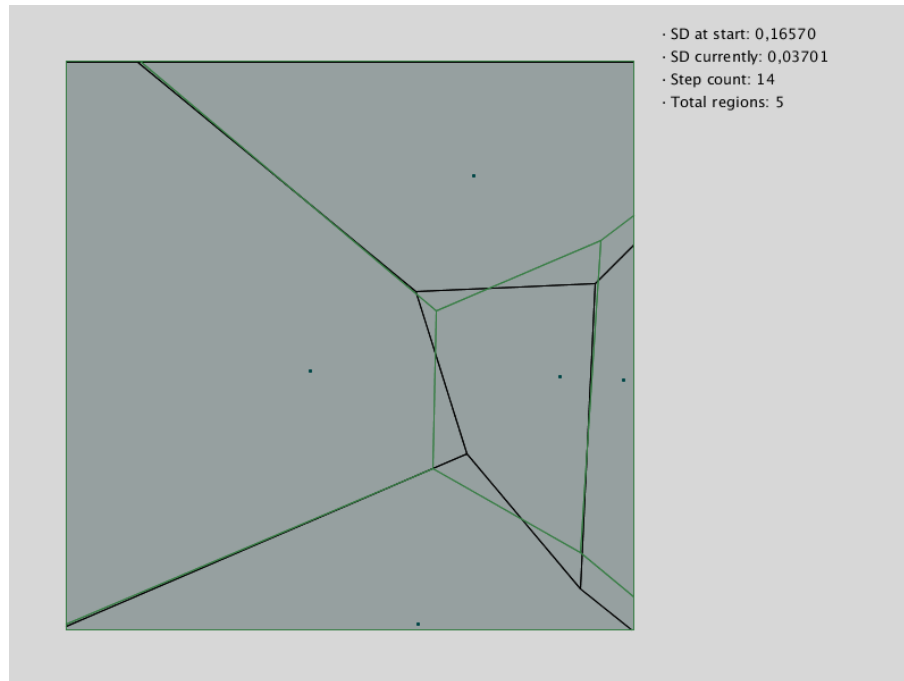 · SD at start: 0,16570
· SD currently: 0,03701
· Step count: 14
· Total regions: 5